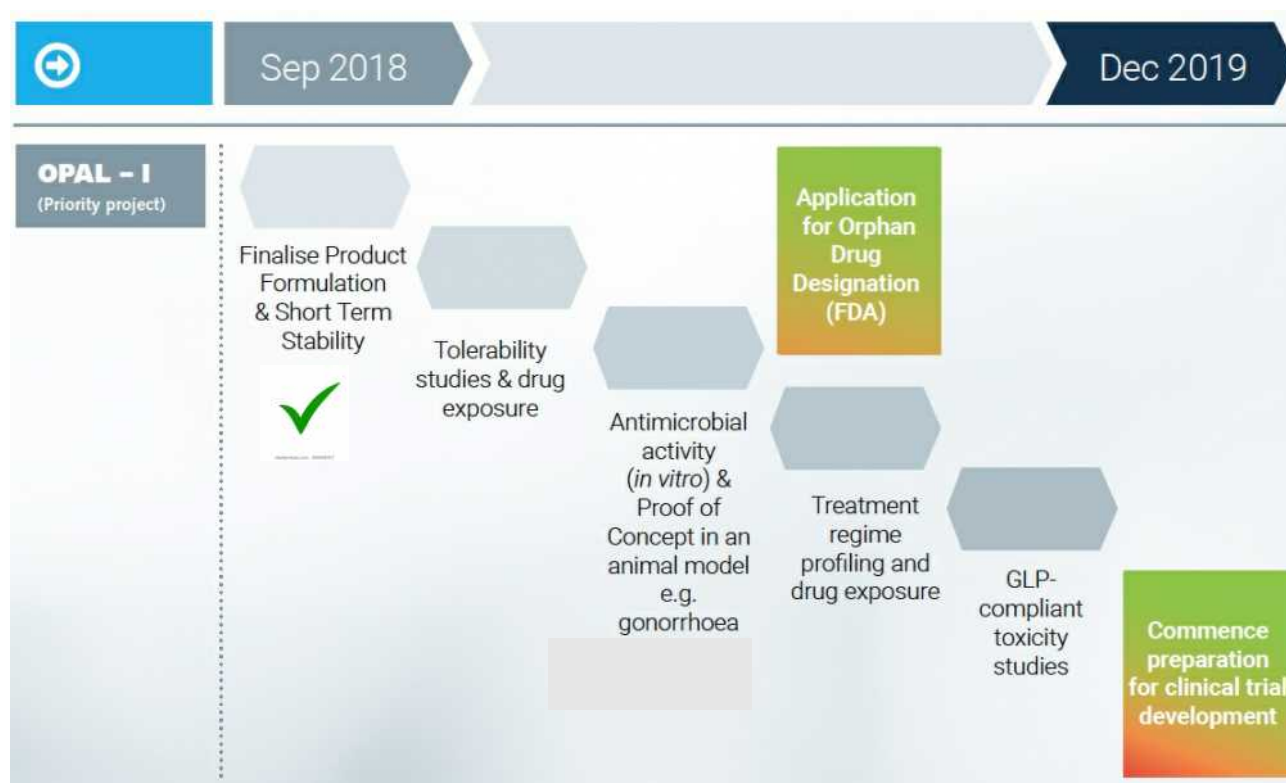 Sep 2018
Dec 2019
OPAL – I
(Priority project)
Finalise Product
Formulation
& Short Term
Stability
Tolerability
studies & drug
exposure
Antimicrobial
activity
(in vitro) &
Proof of
Concept in an
animal model
e.g.
gonorrhoea
Application
for Orphan
Drug
Designation
(FDA)
Treatment
regime
profiling and
drug exposure
GLP-
compliant
toxicity
studies
Commence
preparation
for clinical trial
development